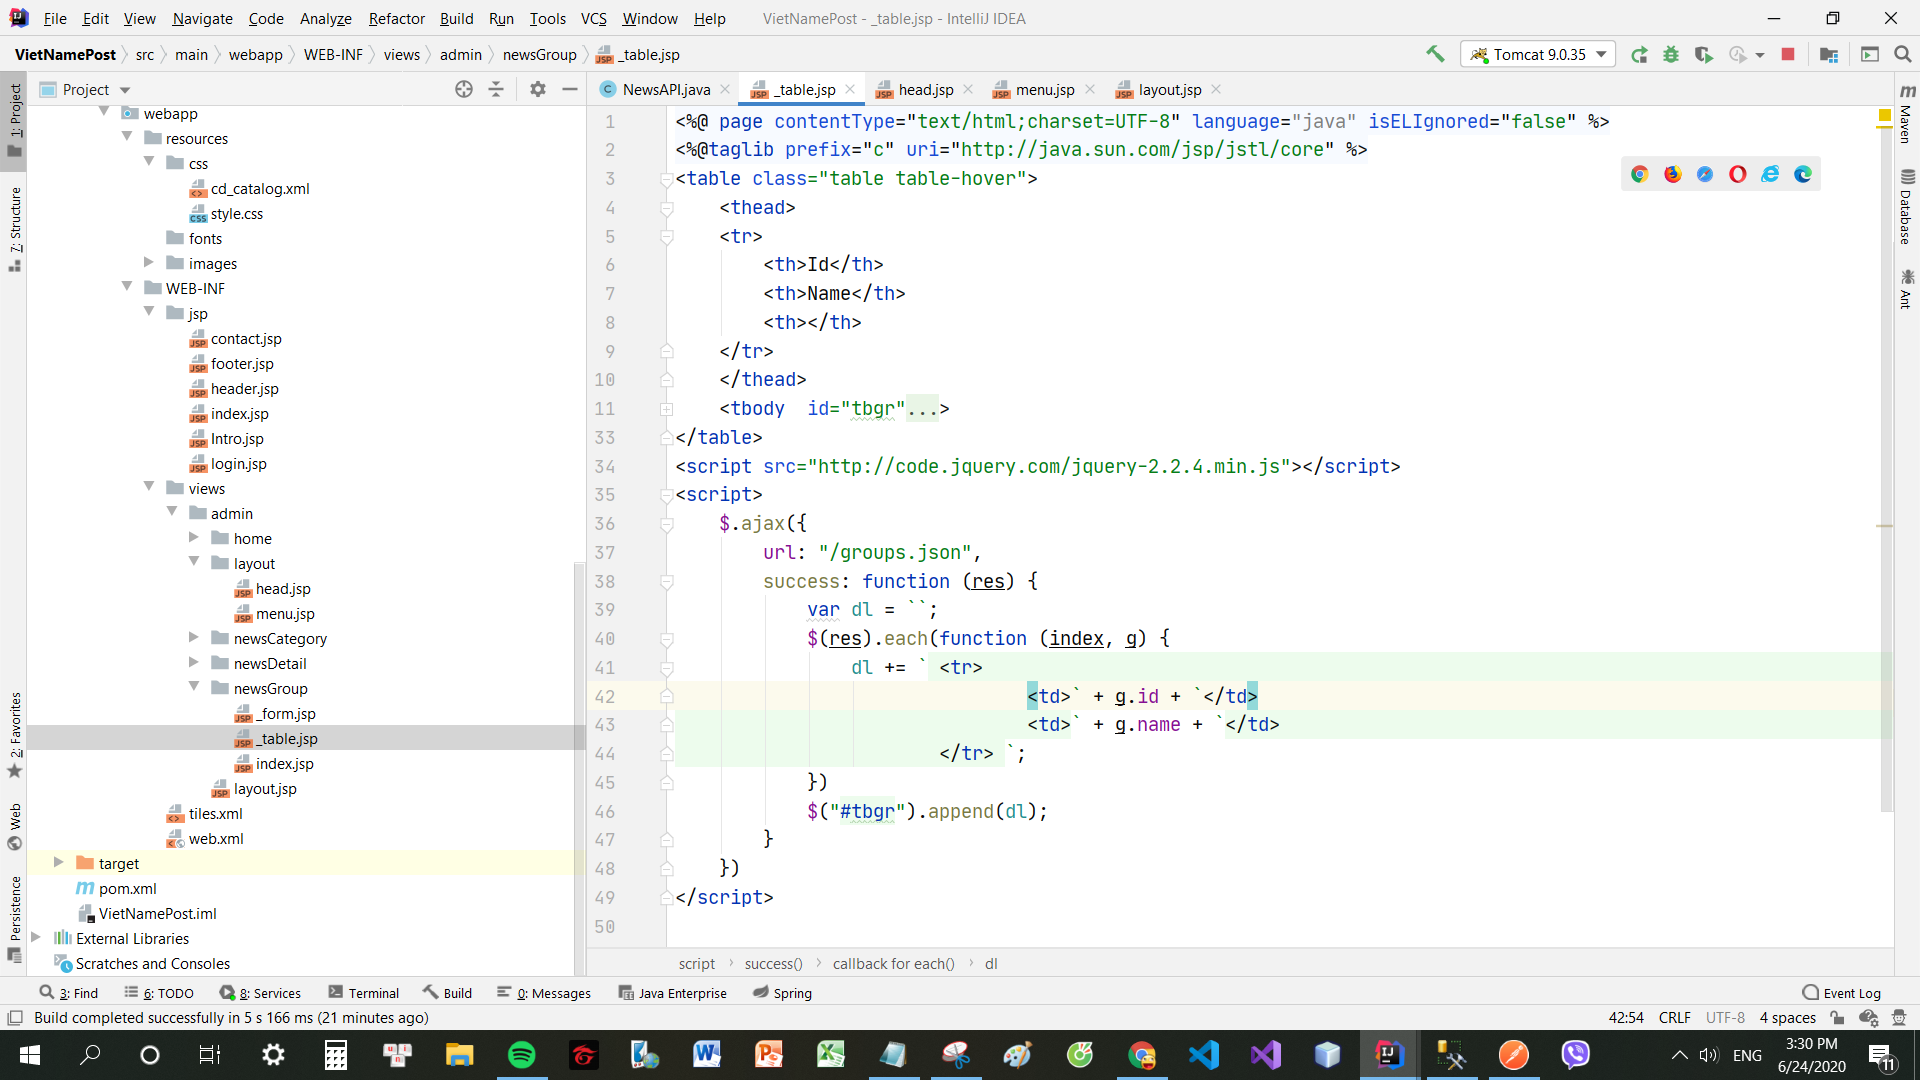 File Edit View Navigate Code Analyze Refactor Build Run Tools VCS Window Help VietNamePost - _table.jsp - IntelliJ IDEA
VietNamePost src main webapp WEB-INF views admin newsGroup _table.jsp Tomcat 9.0.35
Project
NewsAPI.java _table.jsp head.jsp menu.jsp layout.jsp
webapp
resources
css
cd_catalog.xml
style.css
fonts
images
WEB-INF
jsp
contact.jsp
footer.jsp
header.jsp
index.jsp
Intro.jsp
login.jsp
views
admin
home
layout
head.jsp
menu.jsp
newsCategory
newsDetail
newsGroup
_form.jsp
_table.jsp
index.jsp
layout.jsp
tiles.xml
web.xml
target
pom.xml
VietNamePost.iml
External Libraries
Scratches and Consoles
1: Project
7: Structure
2: Favorites
Web
Persistence
1 <%@ page contentType="text/html;charset=UTF-8" language="java" isELIgnored="false" %>
2 <%@taglib prefix="c" uri="http://java.sun.com/jsp/jstl/core" %>
3 <table class="table table-hover">
4 <thead>
5 <tr>
6 <th>Id</th>
7 <th>Name</th>
8 <th></th>
9 </tr>
10 </thead>
11 <tbody  id="tbgr"...>
33 </table>
34 <script src="http://code.jquery.com/jquery-2.2.4.min.js"></script>
35 <script>
36 $.ajax({
37 url: "/groups.json",
38 success: function (res) {
39 var dl = ``;
40 $(res).each(function (index, g) {
41 dl += ` <tr>
42 <td>` + g.id + `</td>
43 <td>` + g.name + `</td>
44 </tr> `;
45 })
46 $("#tbgr").append(dl);
47 }
48 })
49 </script>
50
script success() callback for each() dl
m Maven
Database
Ant
3: Find 6: TODO 8: Services Terminal Build 0: Messages Java Enterprise Spring Event Log
Build completed successfully in 5 s 166 ms (21 minutes ago) 42:54 CRLF UTF-8 4 spaces
ENG 3:30 PM
6/24/2020
11